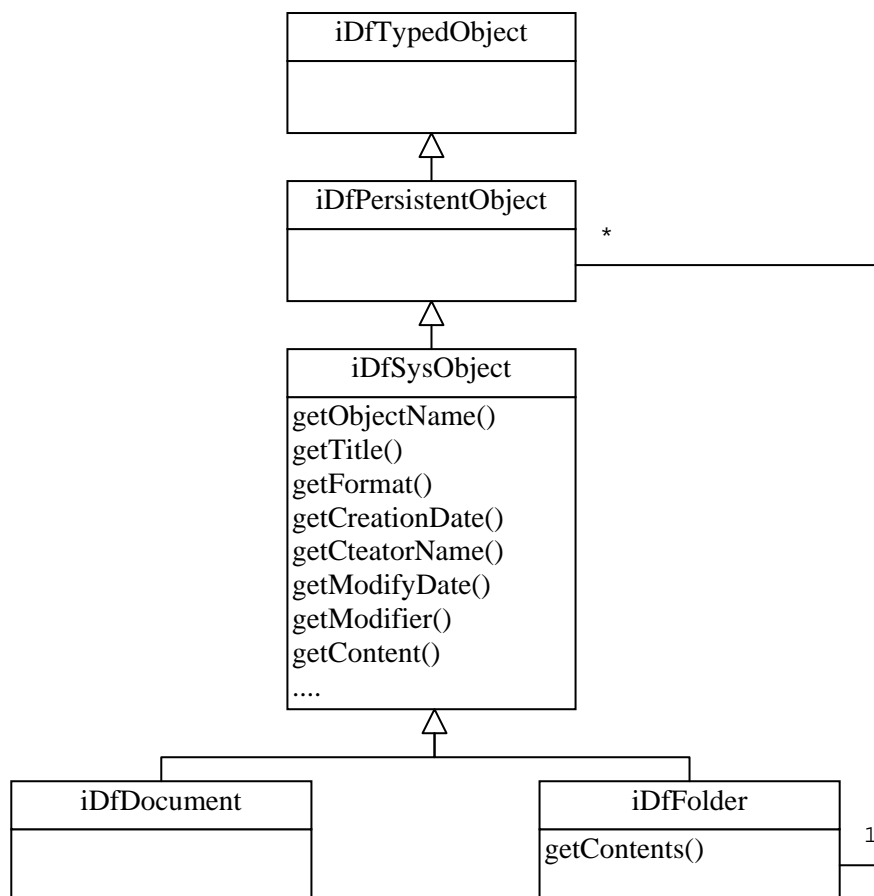 iDfTypedObject
iDfPersistentObject
*
iDfSysObject
getObjectName()
getTitle()
getFormat()
getCreationDate()
getCteatorName()
getModifyDate()
getModifier()
getContent()
....
iDfDocument
iDfFolder
getContents()
1